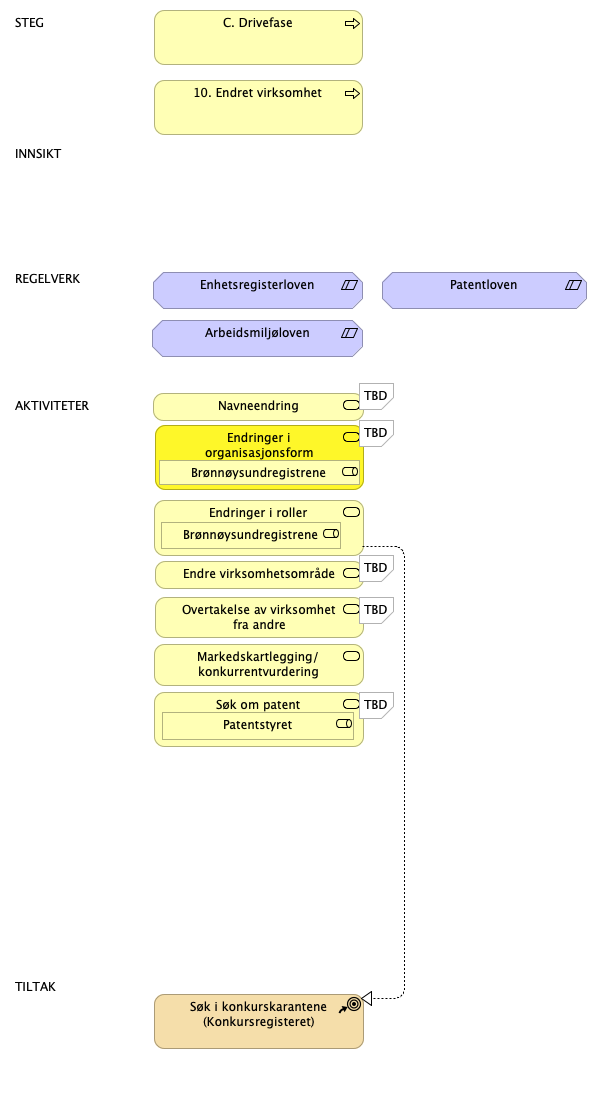 STEG
C. Drivefase
10. Endret virksomhet
INNSIKT
REGELVERK
Enhetsregisterloven
Patentloven
Arbeidsmiljøloven
AKTIVITETER
Navneendring
TBD
Endringer i
organisasjonsform
TBD
Brønnøysundregistrene
Endringer i roller
Brønnøysundregistrene
Endre virksomhetsområde
TBD
Overtakelse av virksomhet
fra andre
TBD
Markedskartlegging/
konkurrentvurdering
Søk om patent
TBD
Patentstyret
TILTAK
Søk i konkurskarantene
(Konkursregisteret)